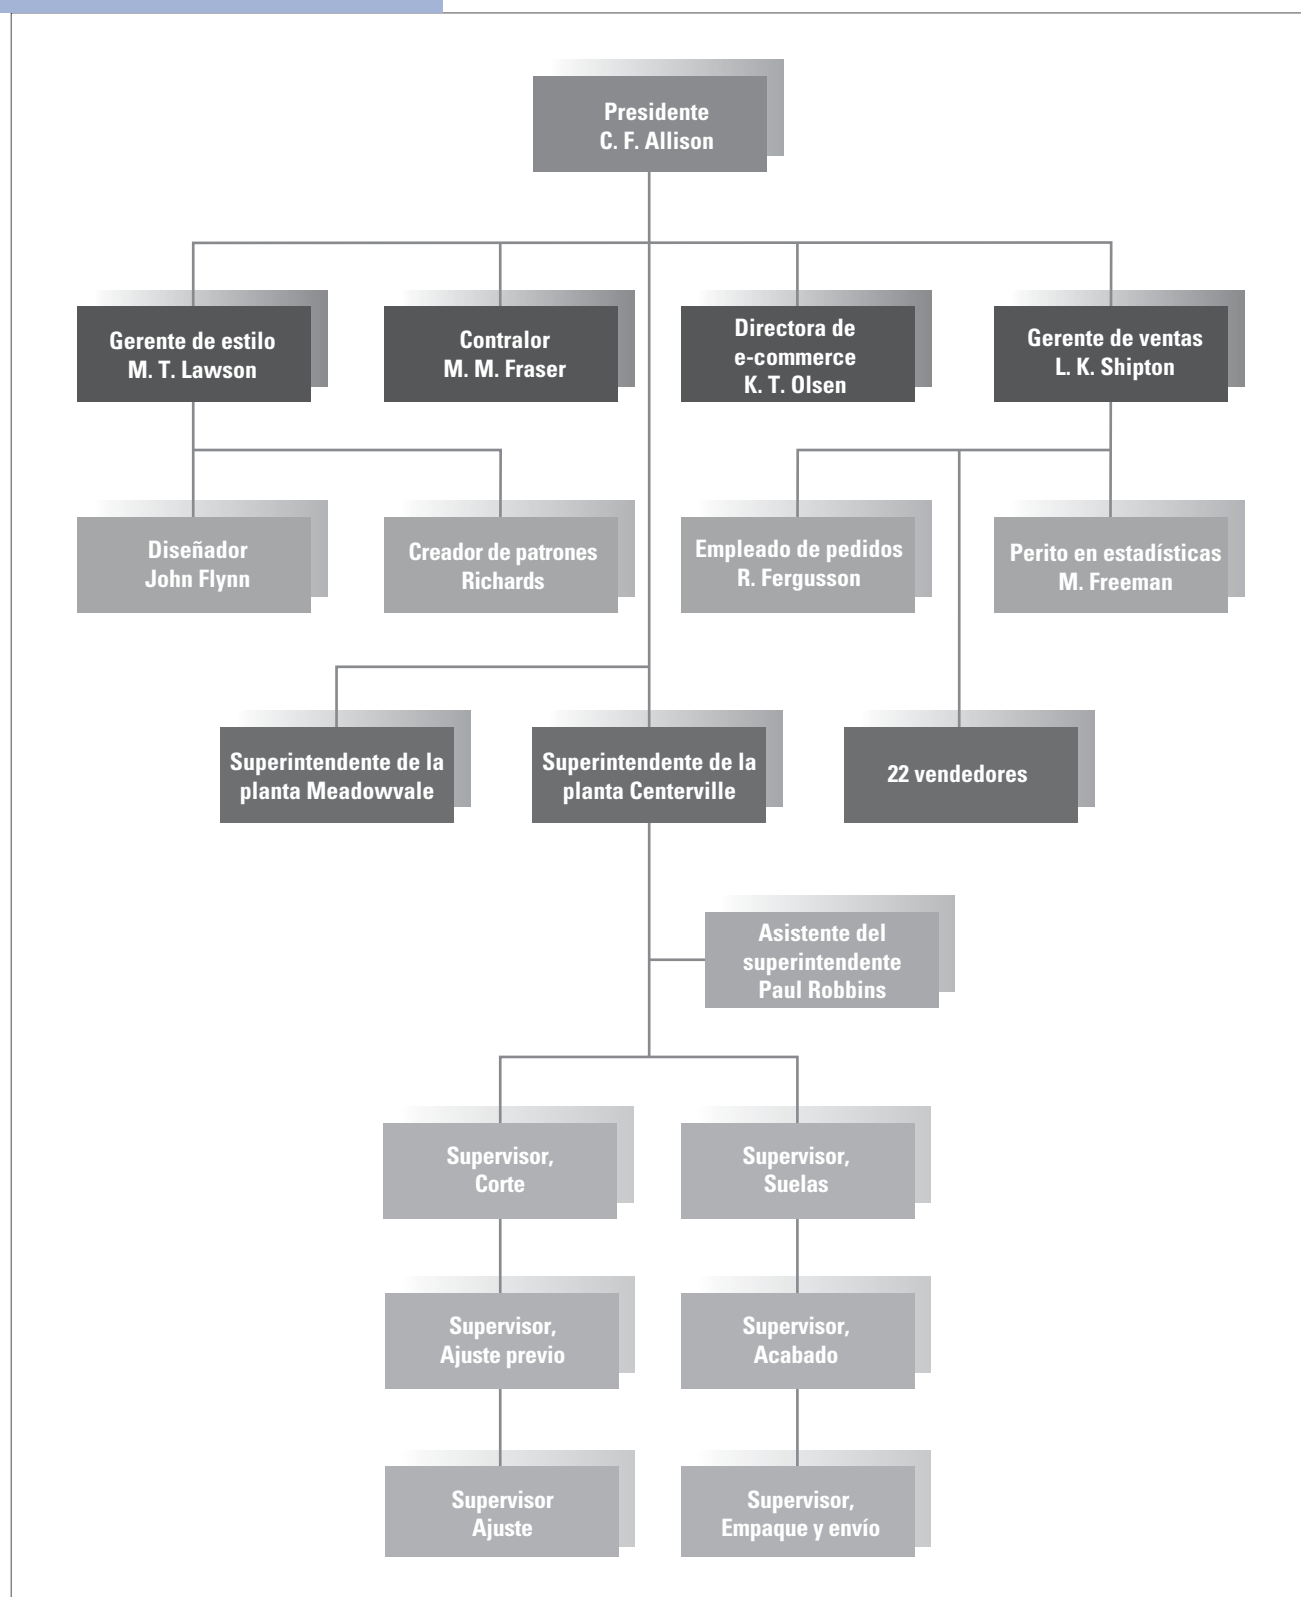 Presidente
C. F. Allison
Gerente de estilo
M. T. Lawson
Contralor
M. M. Fraser
Directora de
e-commerce
K. T. Olsen
Gerente de ventas
L. K. Shipton
Diseñador
John Flynn
Creador de patrones
Richards
Empleado de pedidos
R. Fergusson
Perito en estadísticas
M. Freeman
Superintendente de la
planta Meadowvale
Superintendente de la
planta Centerville
22 vendedores
Asistente del
superintendente
Paul Robbins
Supervisor,
Corte
Supervisor,
Suelas
Supervisor,
Ajuste previo
Supervisor,
Acabado
Supervisor
Ajuste
Supervisor,
Empaque y envío